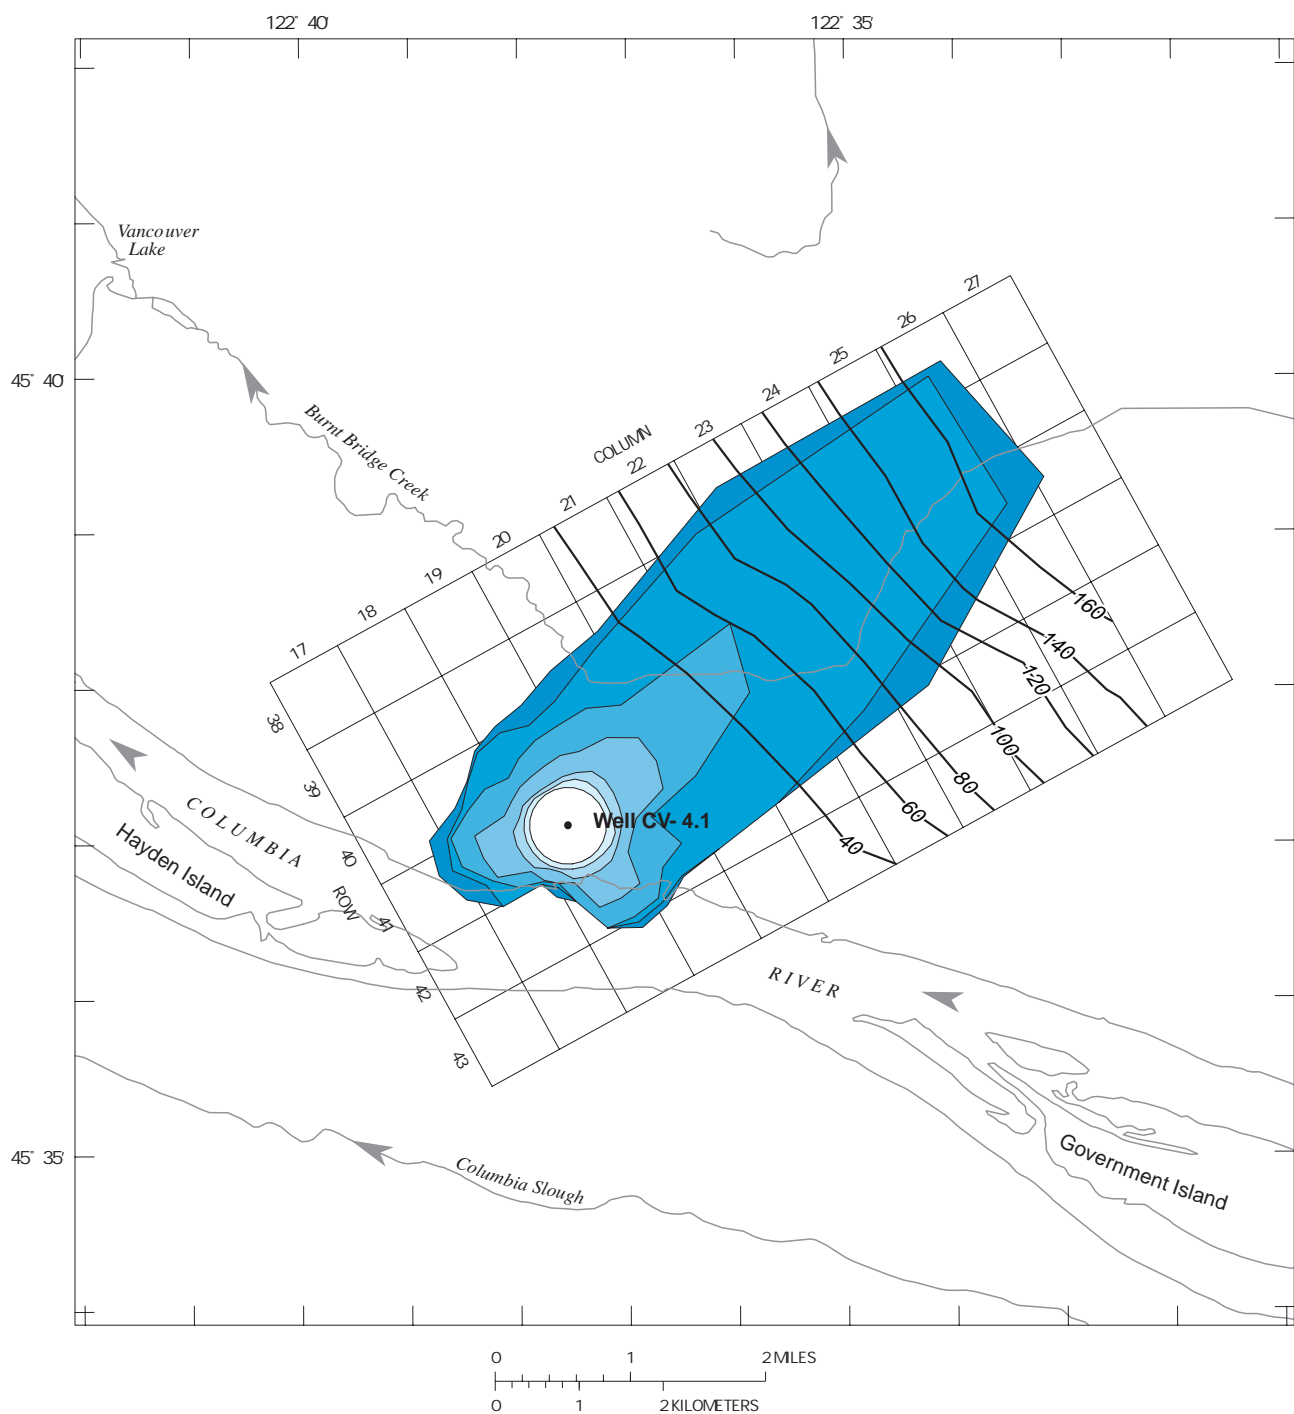 122° 40'
122° 35'
Vancouver
Lake
45° 40'
Burnt Bridge Creek
COLUMN
27
26
25
24
23
22
21
20
19
18
17
38
39
40
ROW
41
42
43
COLUMBIA
Hayden Island
Well CV- 4.1
160
140
120
100
80
60
40
RIVER
45° 35'
Columbia Slough
Government Island
0 1 2 MILES
0 1 2 KILOMETERS